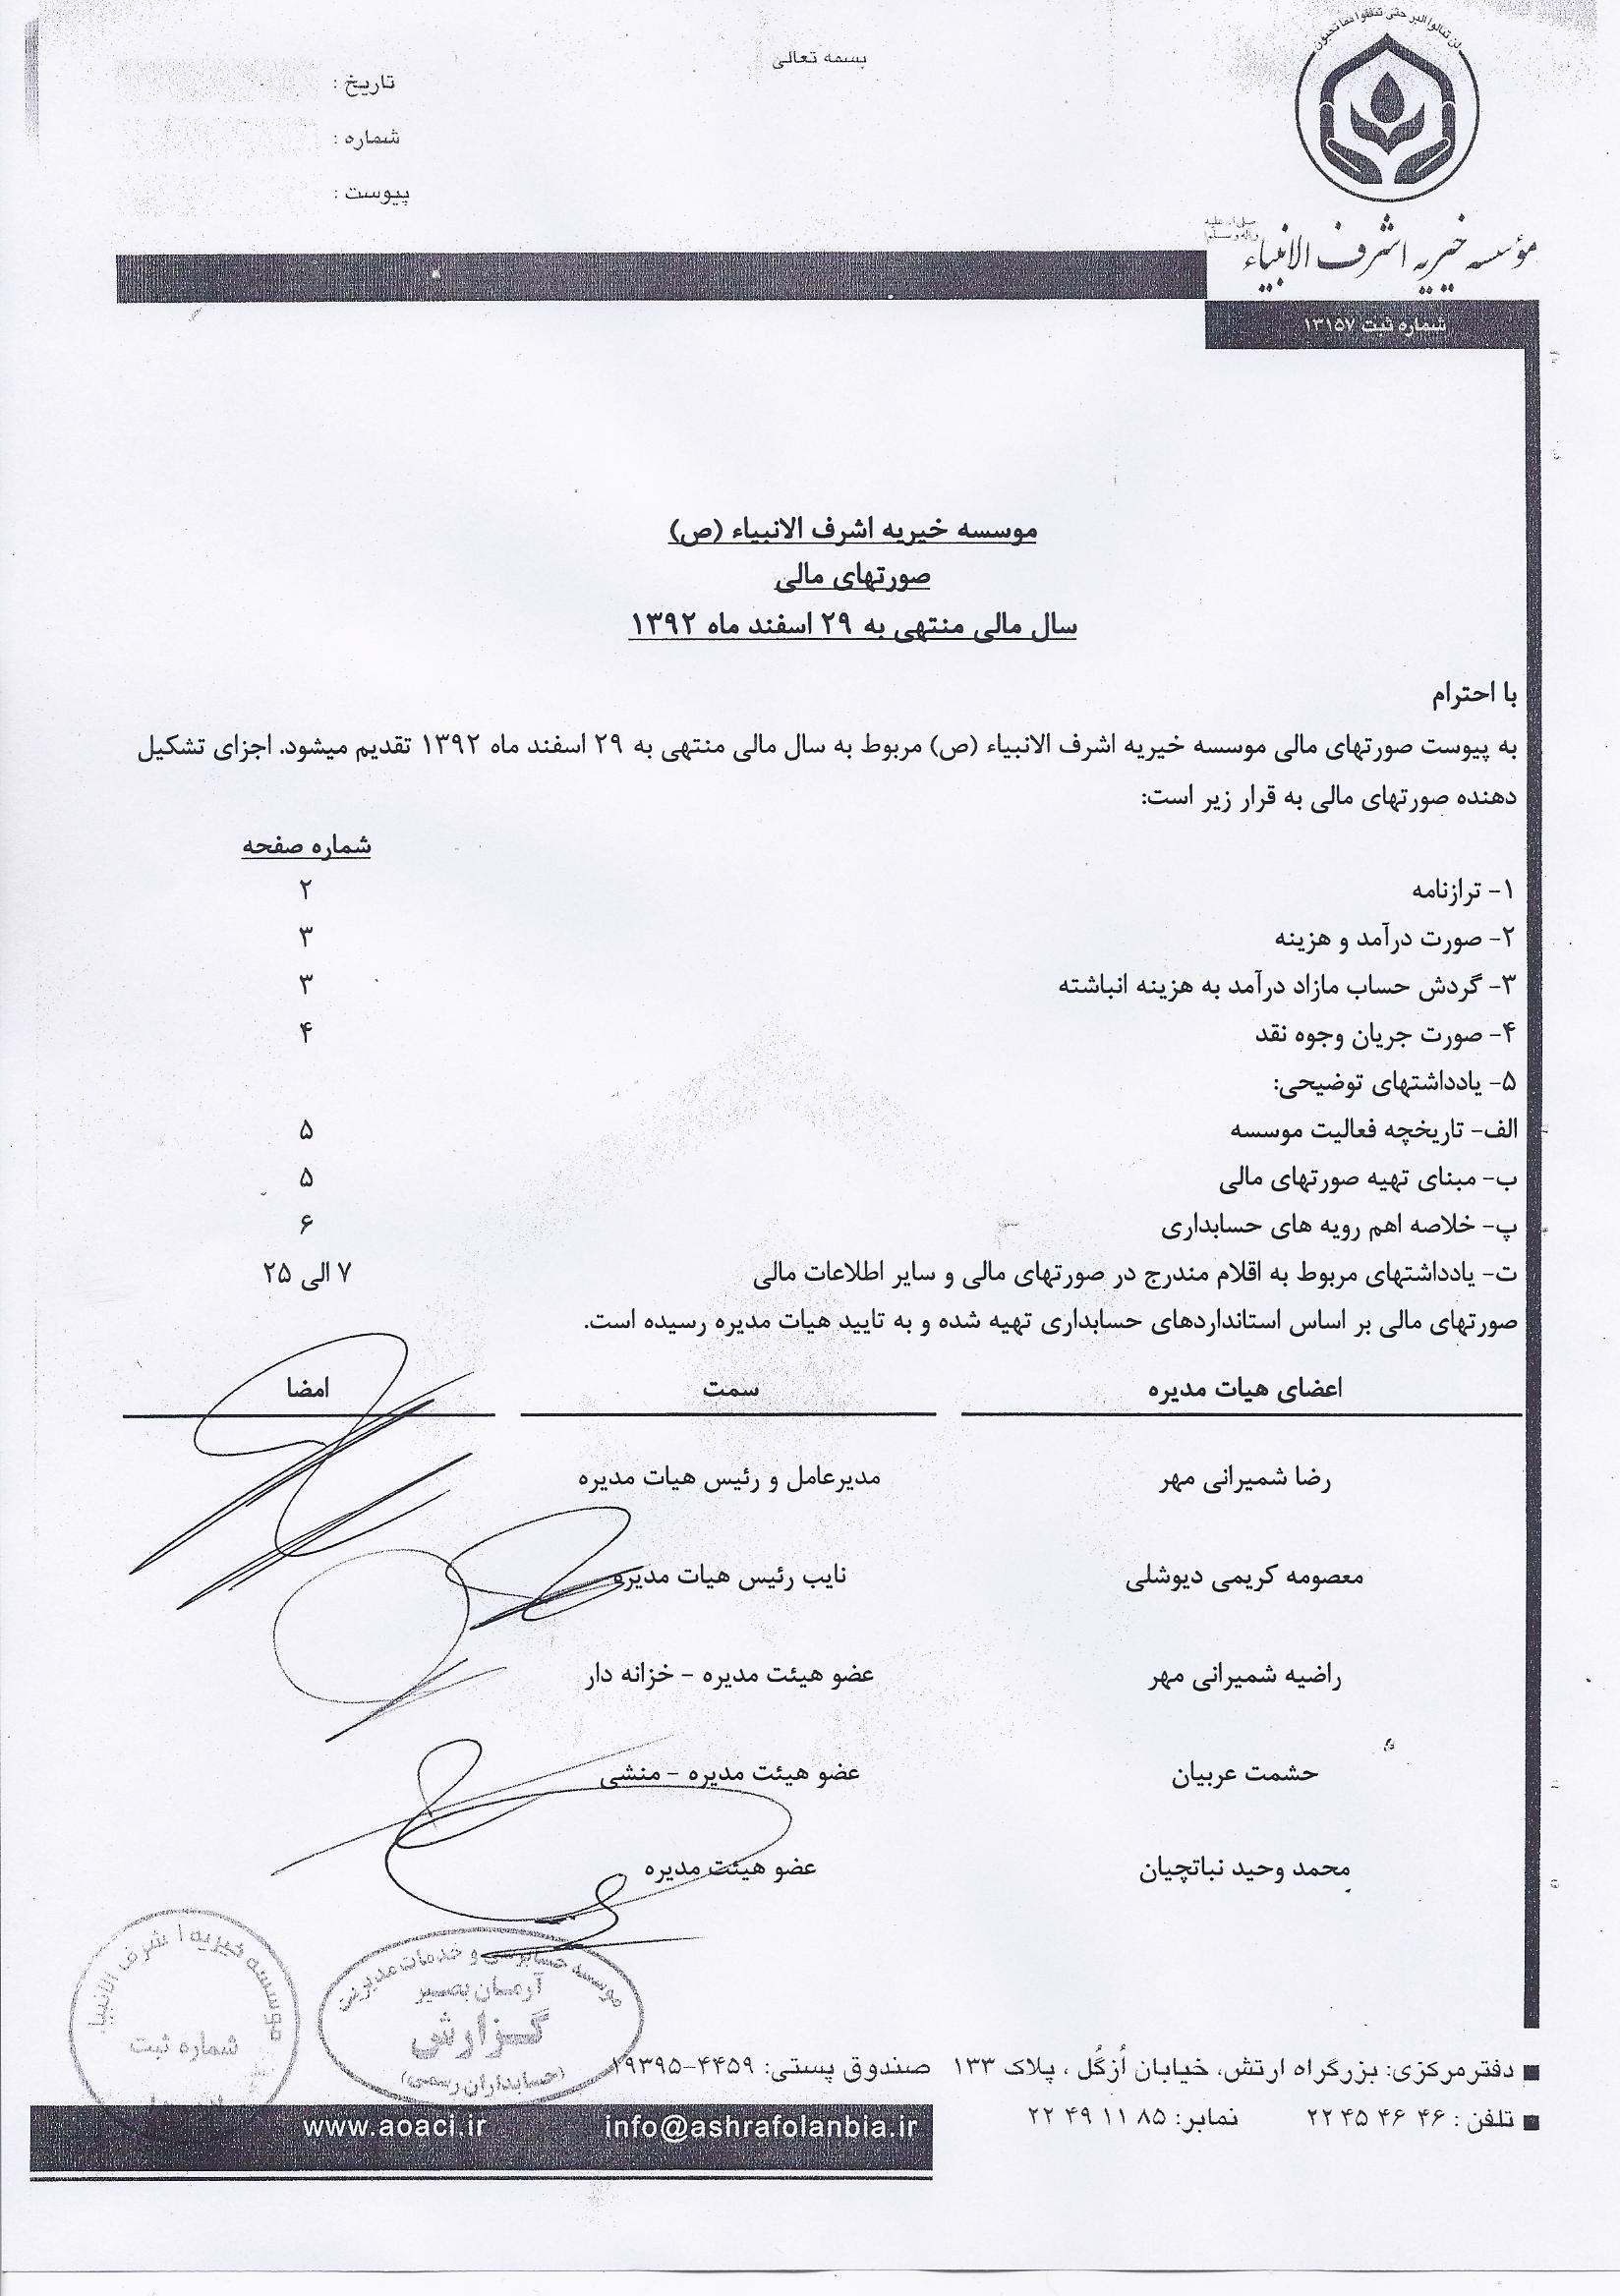 بسمه تعالی
لن تنالوا البر حتی تنفقوا مما تحبون
مؤسسه خیریه اشرف الانبیاء
شماره ثبت ۱۳۱۵۷
تاریخ :
شماره :
پیوست :
موسسه خیریه اشرف الانبیاء (ص)
صورتهای مالی
سال مالی منتهی به ۲۹ اسفند ماه ۱۳۹۲
با احترام
به پیوست صورتهای مالی موسسه خیریه اشرف الانبیاء (ص) مربوط به سال مالی منتهی به ۲۹ اسفند ماه ۱۳۹۲ تقدیم میشود. اجزای تشکیل
دهنده صورتهای مالی به قرار زیر است:
شماره صفحه
۱- ترازنامه ۲
۲- صورت درآمد و هزینه ۳
۳- گردش حساب مازاد درآمد به هزینه انباشته ۳
۴- صورت جریان وجوه نقد ۴
۵- یادداشتهای توضیحی:
الف- تاریخچه فعالیت موسسه ۵
ب- مبنای تهیه صورتهای مالی ۵
پ- خلاصه اهم رویه های حسابداری ۶
ت- یادداشتهای مربوط به اقلام مندرج در صورتهای مالی و سایر اطلاعات مالی ۷ الی ۲۵
صورتهای مالی بر اساس استانداردهای حسابداری تهیه شده و به تایید هیات مدیره رسیده است.
اعضای هیات مدیره سمت امضا
رضا شمیرانی مهر مدیرعامل و رئیس هیات مدیره
معصومه کریمی دیوشلی نایب رئیس هیات مدیره
راضیه شمیرانی مهر عضو هیئت مدیره - خزانه دار
حشمت عربیان عضو هیئت مدیره - منشی
محمد وحید نباتچیان عضو هیئت مدیره
موسسه حسابرسی و خدمات مدیریتی
آرمان بصیر
گزارش
(حسابداران رسمی)
موسسه خیریه اشرف الانبیاء
شماره ثبت
دفترمرکزی: بزرگراه ارتش، خیابان اُزگُل ، پلاک ۱۳۳ صندوق پستی: ۴۴۵۹-۱۹۳۹۵
تلفن : ۴۶ ۴۶ ۴۵ ۲۲ نمابر: ۸۵ ۱۱ ۴۹ ۲۲
www.aoaci.ir info@ashrafolanbia.ir